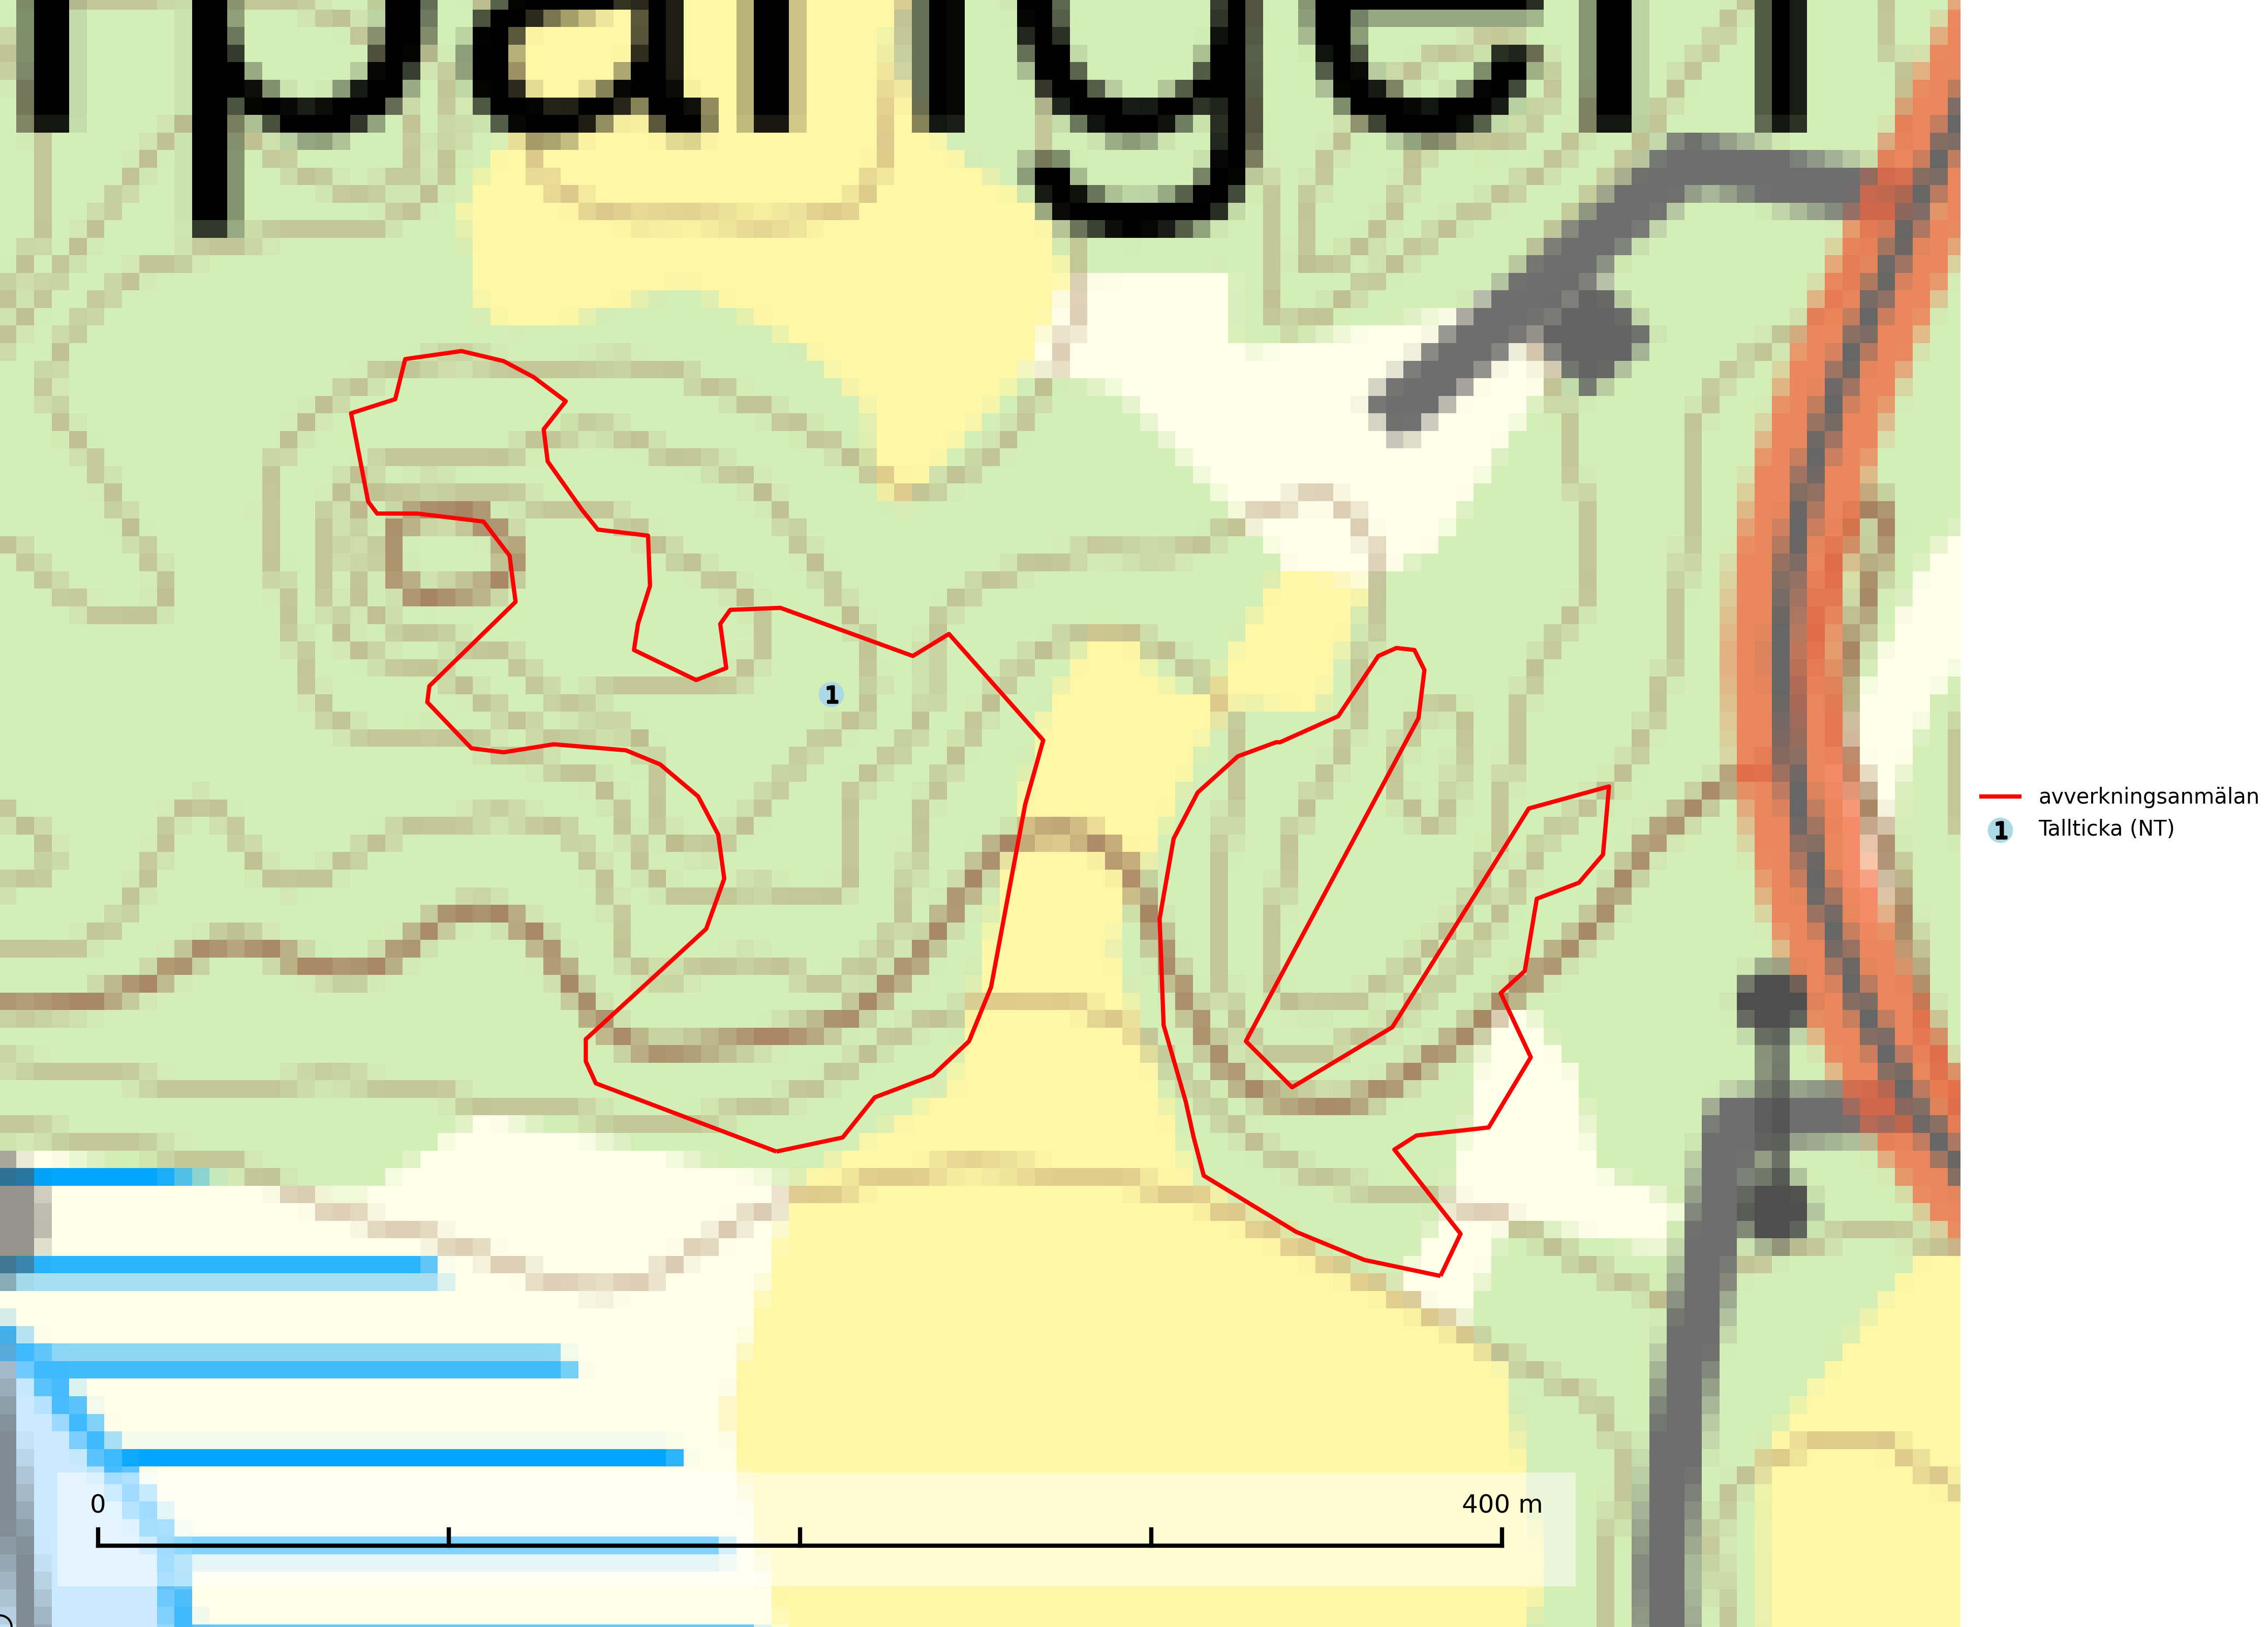 1
avverkningsanmälan
1 Tallticka (NT)
0 400 m